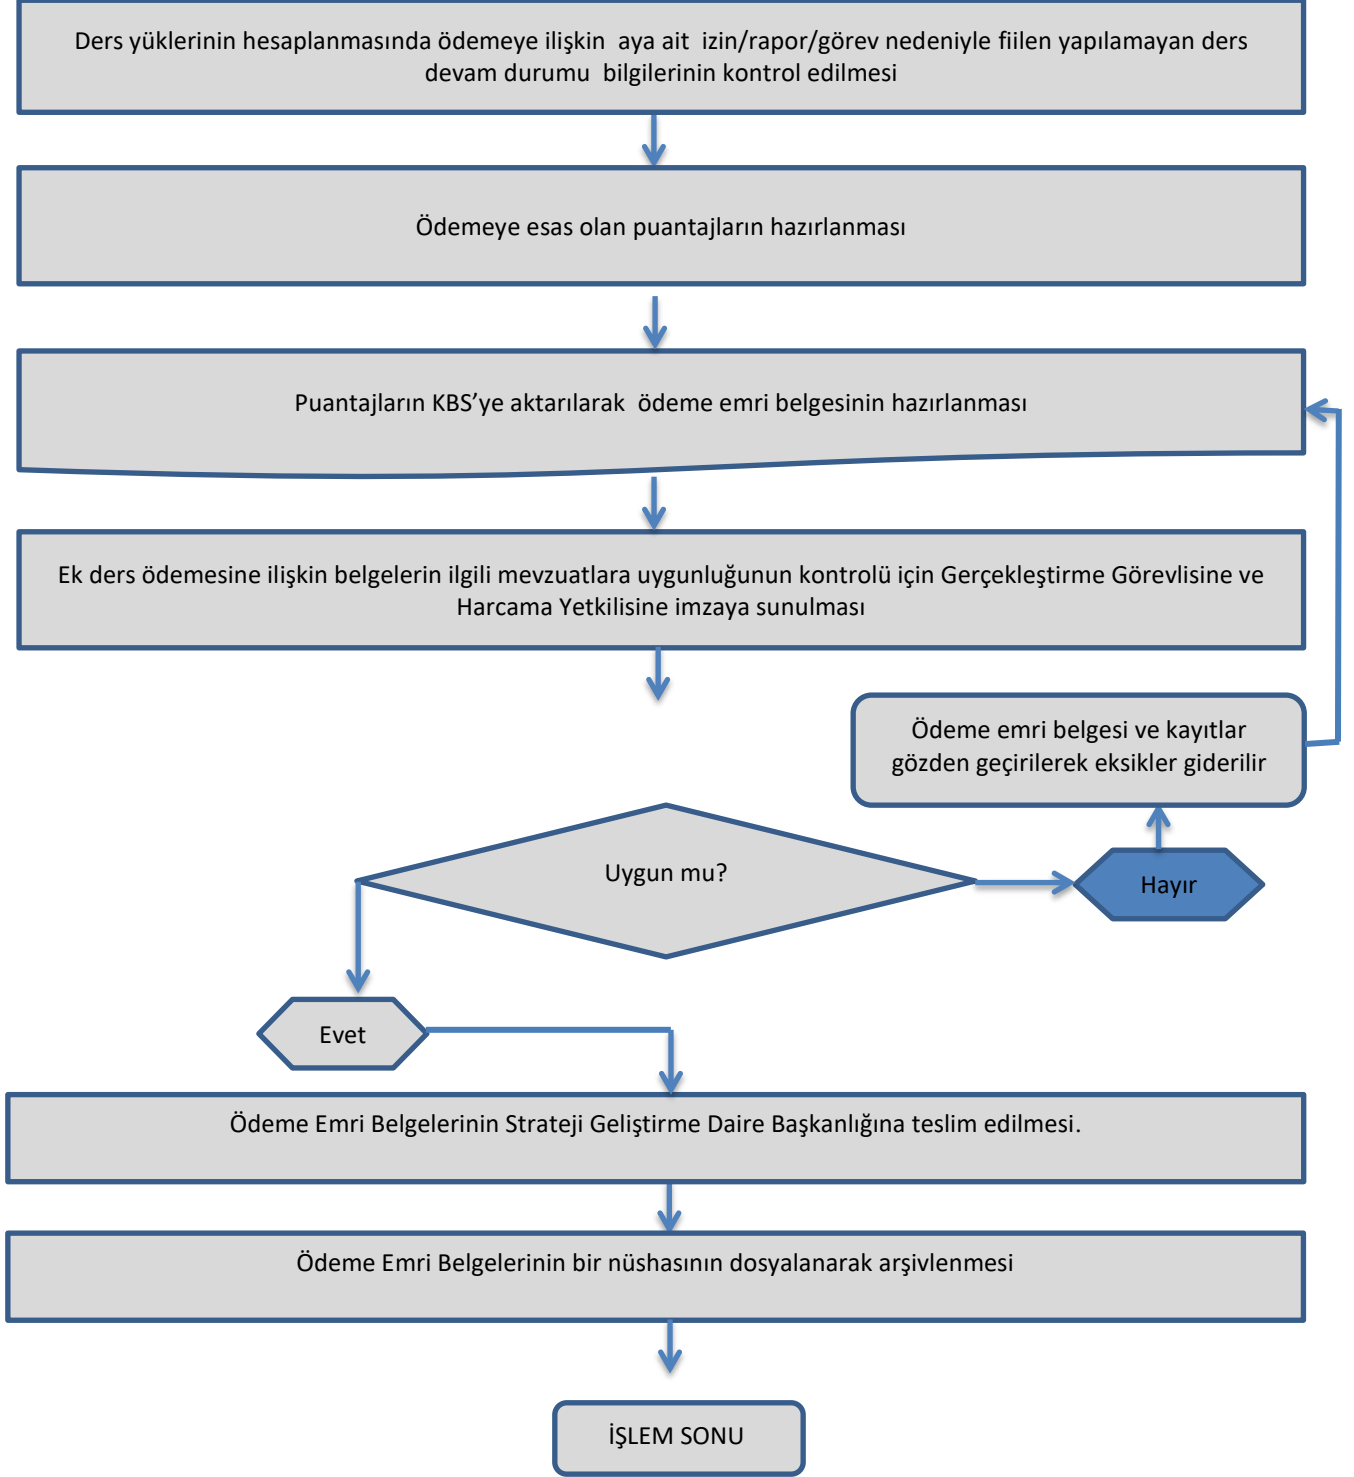 Ders yüklerinin hesaplanmasında ödemeye ilişkin  aya ait  izin/rapor/görev nedeniyle fiilen yapılamayan ders
devam durumu  bilgilerinin kontrol edilmesi
Ödemeye esas olan puantajların hazırlanması
Puantajların KBS’ye aktarılarak  ödeme emri belgesinin hazırlanması
Ek ders ödemesine ilişkin belgelerin ilgili mevzuatlara uygunluğunun kontrolü için Gerçekleştirme Görevlisine ve
Harcama Yetkilisine imzaya sunulması
Ödeme emri belgesi ve kayıtlar
gözden geçirilerek eksikler giderilir
Uygun mu?
Hayır
Evet
Ödeme Emri Belgelerinin Strateji Geliştirme Daire Başkanlığına teslim edilmesi.
Ödeme Emri Belgelerinin bir nüshasının dosyalanarak arşivlenmesi
İŞLEM SONU